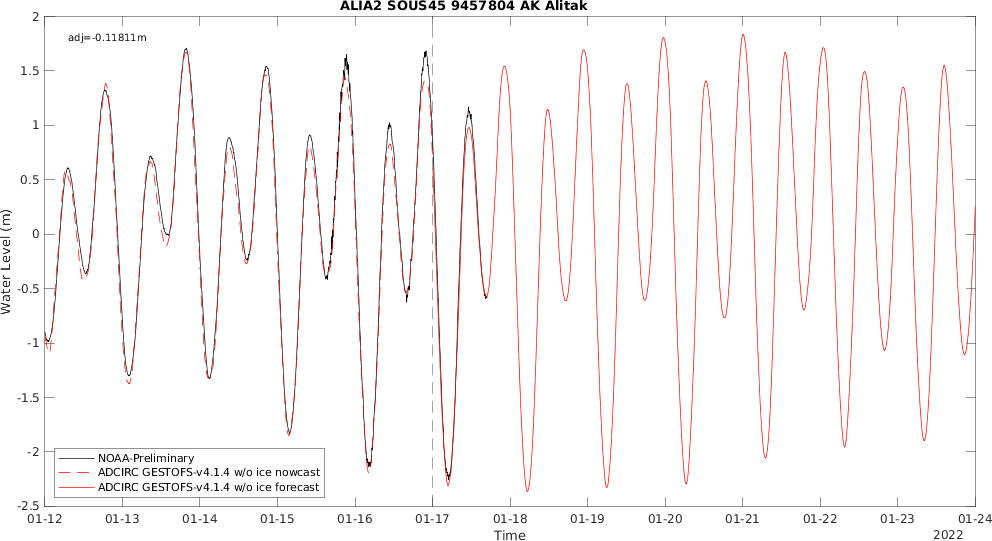 ALIA2 SOUS45 9457804 AK Alitak
adj=-0.11811m
2
1.5
1
0.5
0
-0.5
-1
-1.5
-2
-2.5
Water Level (m)
NOAA-Preliminary
ADCIRC GESTOFS-v4.1.4 w/o ice nowcast
ADCIRC GESTOFS-v4.1.4 w/o ice forecast
01-12 01-13 01-14 01-15 01-16 01-17 01-18 01-19 01-20 01-21 01-22 01-23 01-24
Time
2022